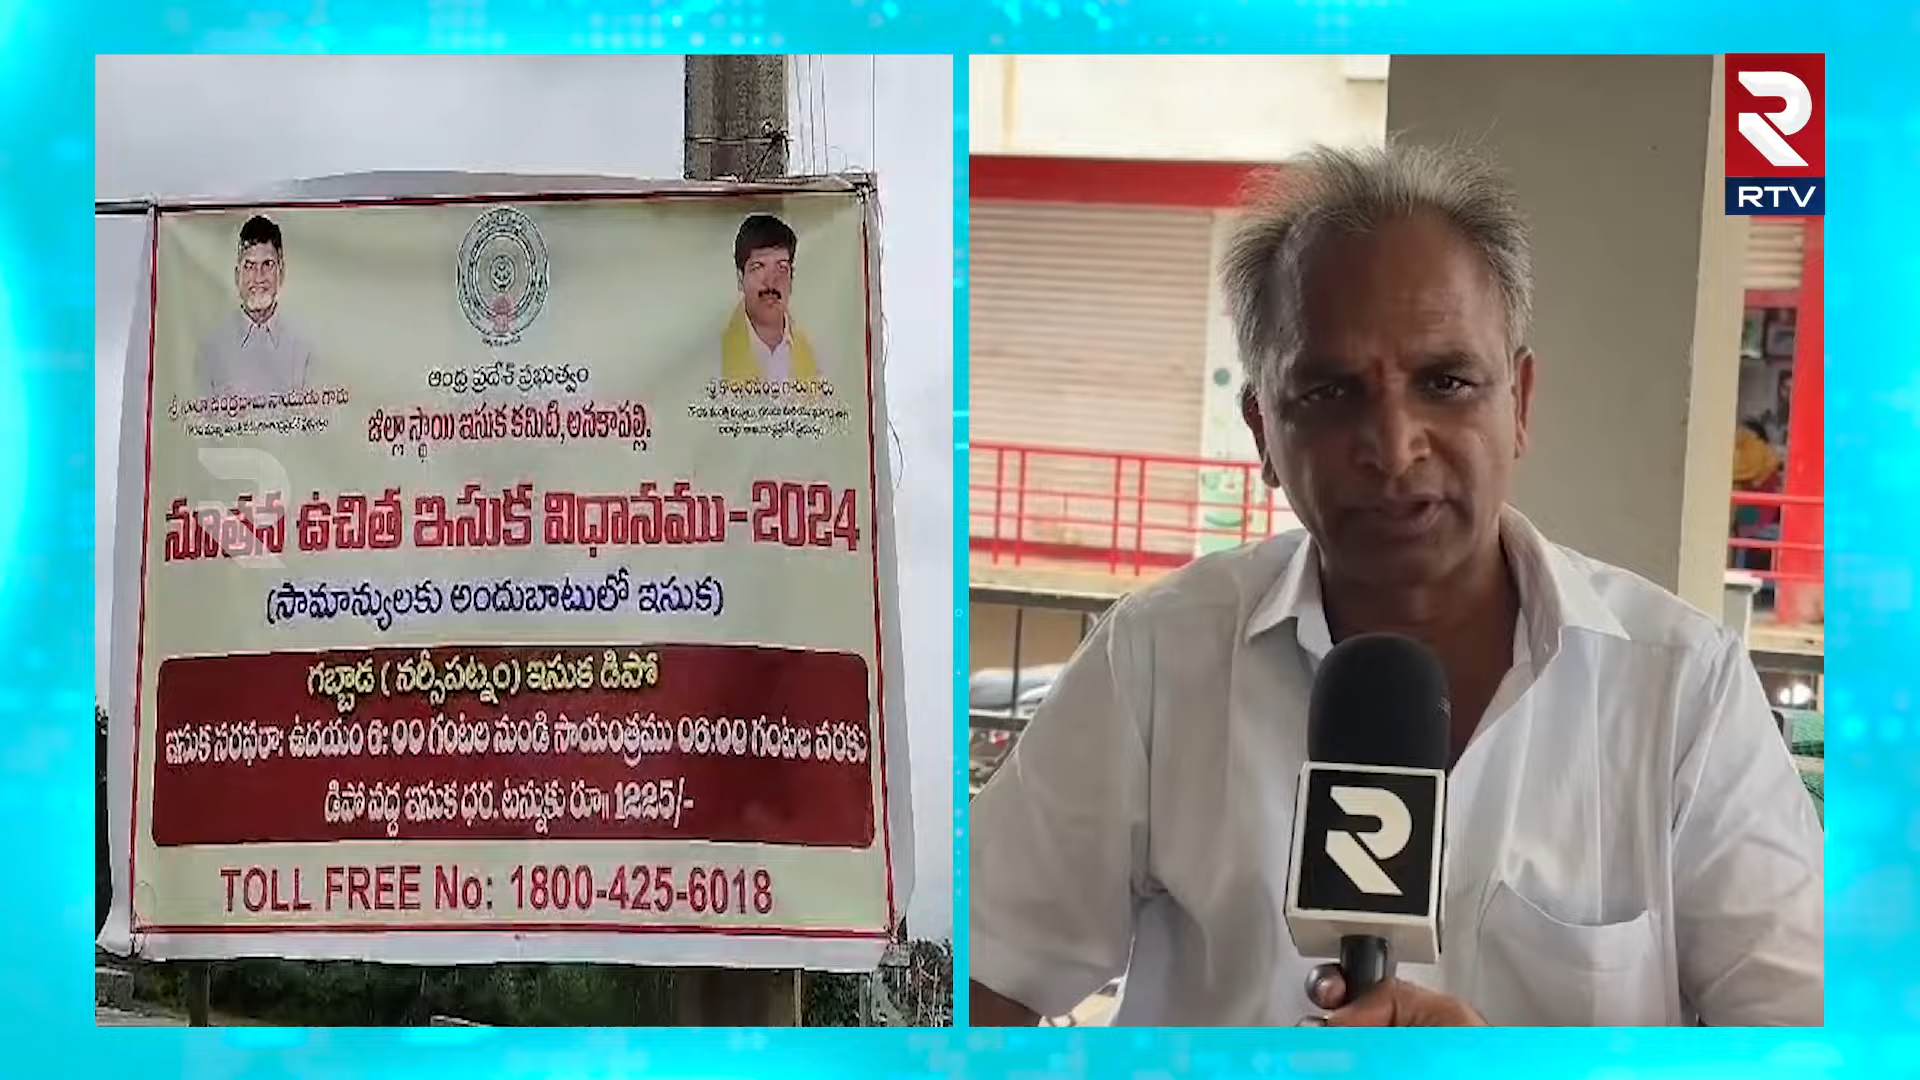 ఆంధ్ర ప్రదేశ్ ప్రభుత్వం
జిల్లా స్థాయి ఇసుక కమిటీ, అనకాపల్లి.
శ్రీ నారా చంద్రబాబు నాయుడు గారు
నూతన ఉచిత ఇసుక విధానము-2024
(సామాన్యులకు అందుబాటులో ఇసుక)
గబ్బాడ ( నర్సీపట్నం) ఇసుక డిపో
ఇసుక సరఫరా: ఉదయం 6:00 గంటల నుండి సాయంత్రము 06:00 గంటల వరకు
డిపో వద్ద ఇసుక ధర. టన్నుకు రూ॥ 1225/-
TOLL FREE No: 1800-425-6018
RTV